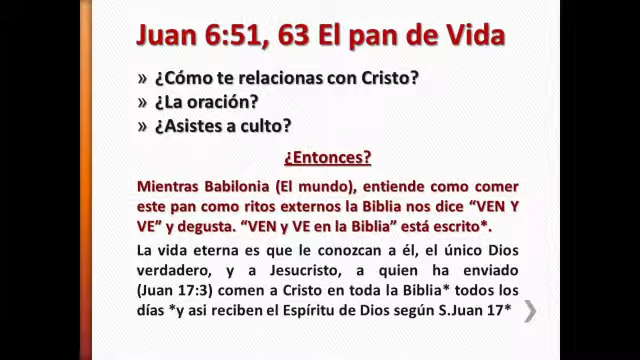 Juan 6:51, 63 El pan de Vida
» ¿Cómo te relacionas con Cristo?
» ¿La oración?
» ¿Asistes a culto?
¿Entonces?
Mientras Babilonia (El mundo), entiende como comer
este pan como ritos externos la Biblia nos dice “VEN Y
VE” y degusta. “VEN y VE en la Biblia” está escrito*.
La vida eterna es que le conozcan a él, el único Dios
verdadero, y a Jesucristo, a quien ha enviado
(Juan 17:3) comen a Cristo en toda la Biblia* todos los
días *y asi reciben el Espíritu de Dios según S.Juan 17*